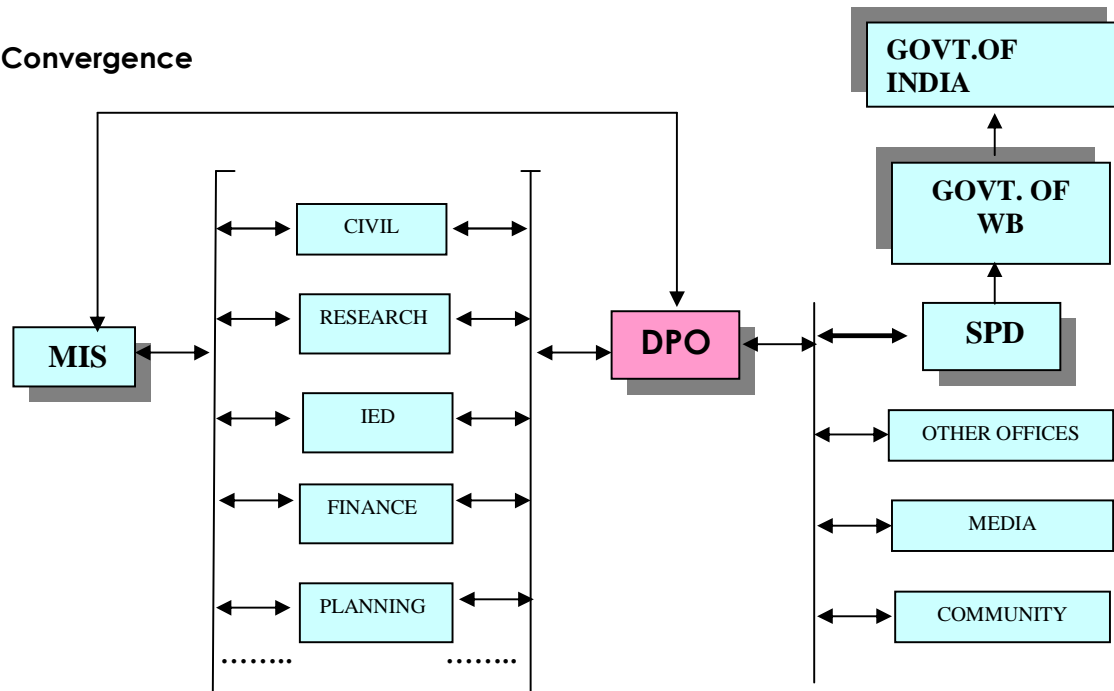 Convergence
GOVT.OF
INDIA
GOVT. OF
WB
CIVIL
RESEARCH
MIS
DPO
SPD
IED
OTHER OFFICES
FINANCE
MEDIA
PLANNING
COMMUNITY
........ ........